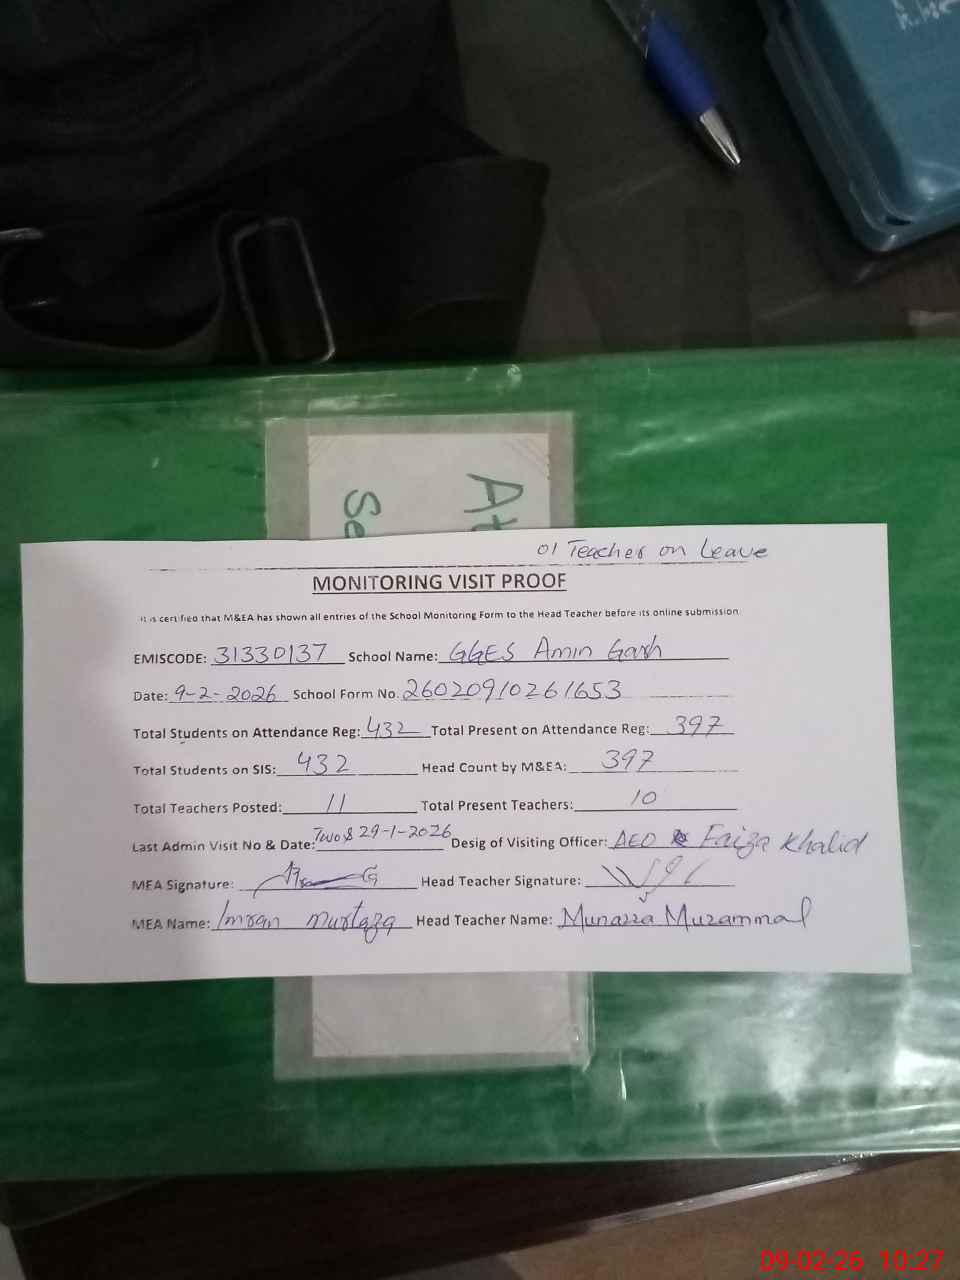 k.
At
Se
01 Teacher on Leave
MONITORING VISIT PROOF
It is certified that M&EA has shown all entries of the School Monitoring Form to the Head Teacher before its online submission
EMISCODE: 31330137 School Name: GGES Amin Garh
Date: 9-2-2026 School Form No. 26020910261653
Total Students on Attendance Reg: 432 Total Present on Attendance Reg: 397
Total Students on SIS: 432 Head Count by M&EA: 397
Total Teachers Posted: 11 Total Present Teachers: 10
Last Admin Visit No & Date: Two & 29-1-2026 Desig of Visiting Officer: AEO Faiza Khalid
MEA Signature: Head Teacher Signature:
MEA Name: Imran Murtaza Head Teacher Name: Munazza Muzammal
09-02-26 10:27